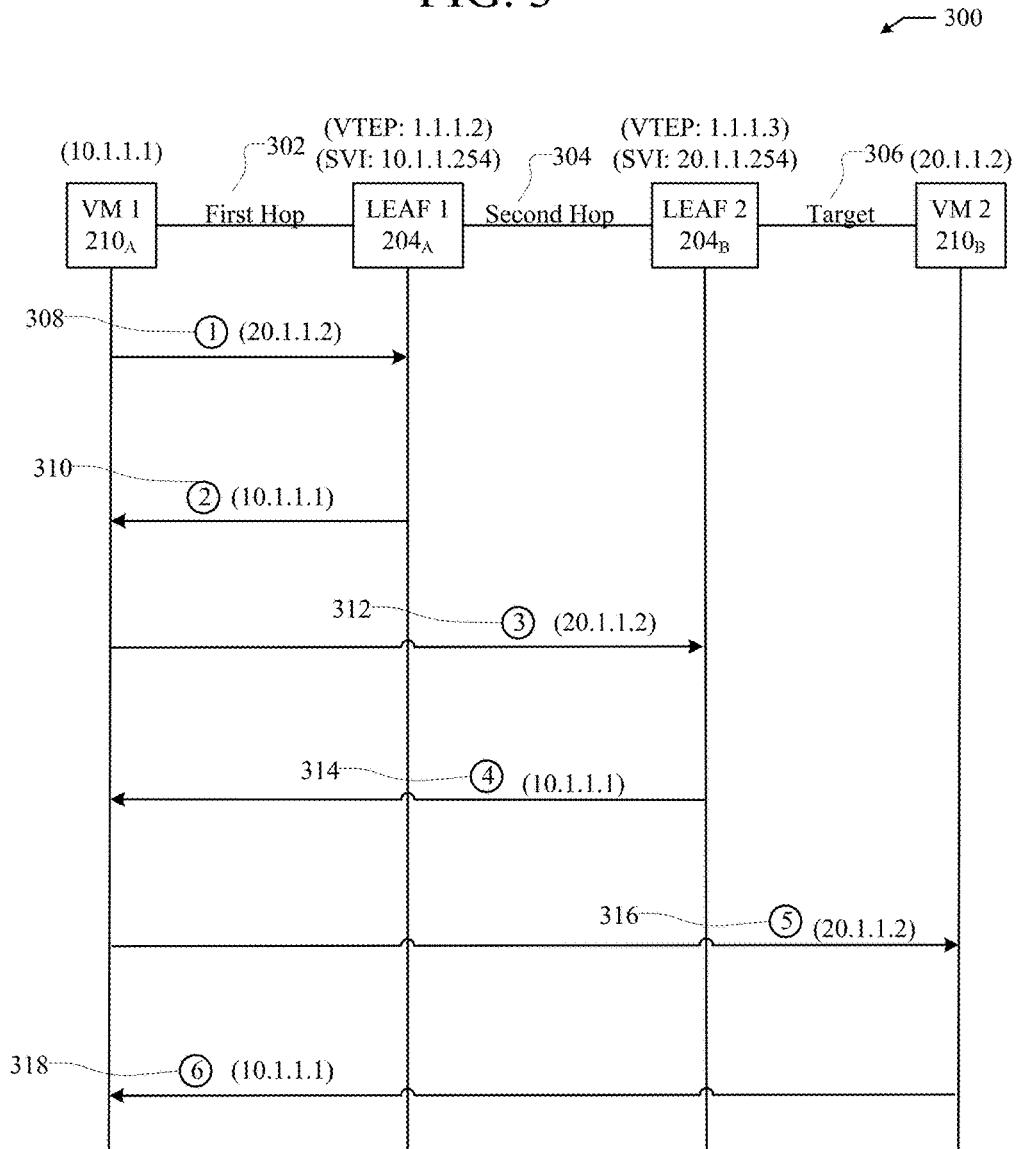 300
(10.1.1.1)
302
(VTEP: 1.1.1.2)
(SVI: 10.1.1.254)
304
(VTEP: 1.1.1.3)
(SVI: 20.1.1.254)
306
(20.1.1.2)
VM 1
210A
First Hop
LEAF 1
204A
Second Hop
LEAF 2
204B
Target
VM 2
210B
308
1 (20.1.1.2)
310
2 (10.1.1.1)
312
3 (20.1.1.2)
314
4 (10.1.1.1)
316
5 (20.1.1.2)
318
6 (10.1.1.1)